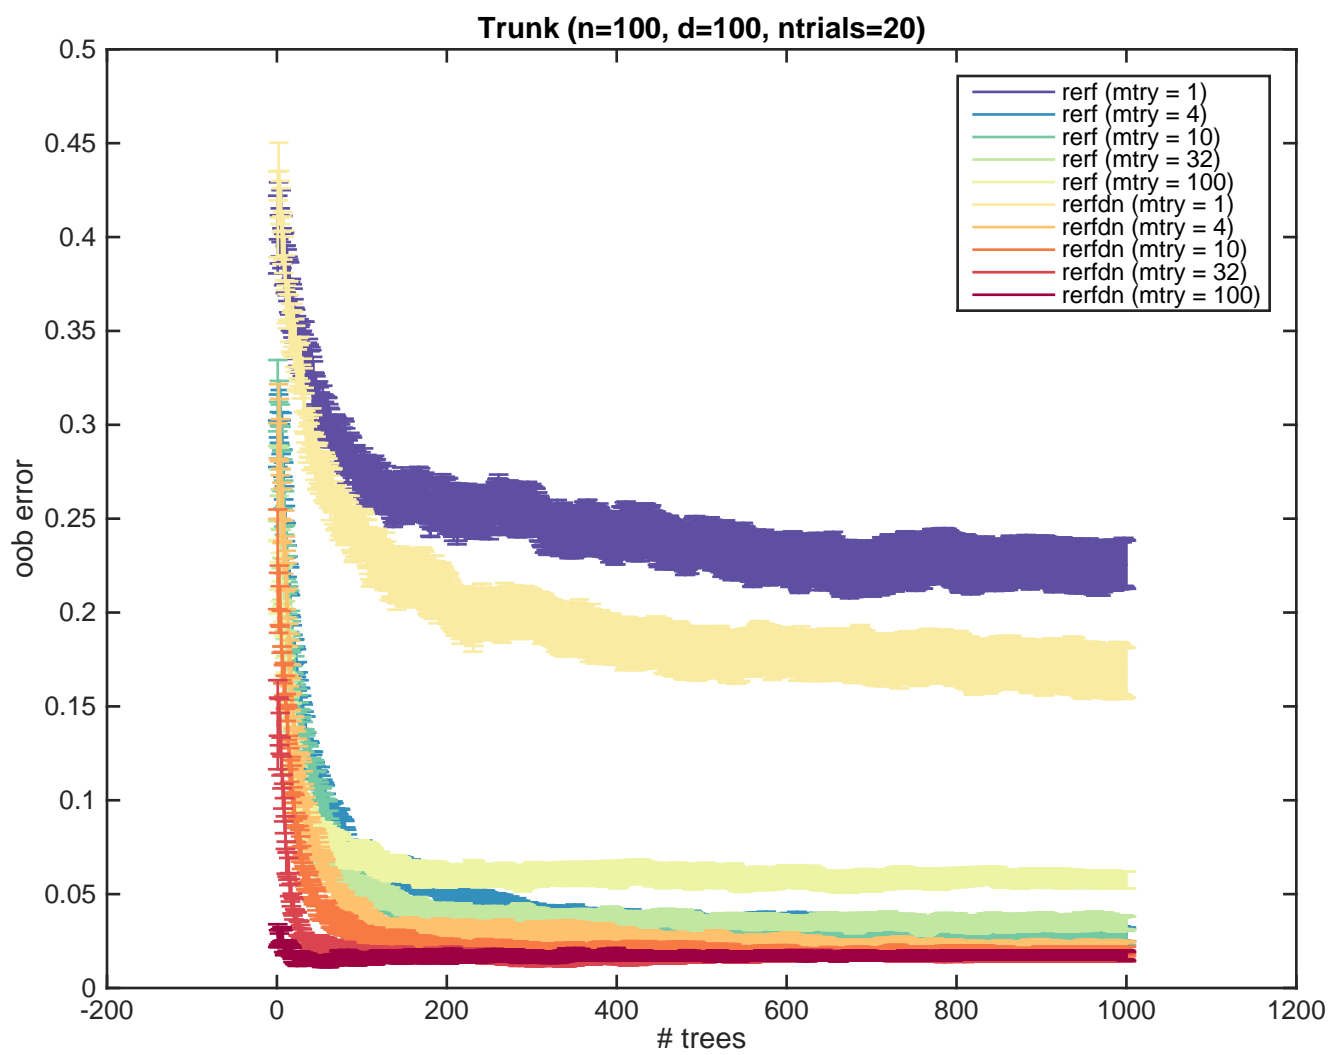 Trunk (n=100, d=100, ntrials=20)
0.5
0.45
0.4
0.35
0.3
0.25
0.2
0.15
0.1
0.05
0
oob error
rerf (mtry = 1)
rerf (mtry = 4)
rerf (mtry = 10)
rerf (mtry = 32)
rerf (mtry = 100)
rerfdn (mtry = 1)
rerfdn (mtry = 4)
rerfdn (mtry = 10)
rerfdn (mtry = 32)
rerfdn (mtry = 100)
-200 0 200 400 600 800 1000 1200
# trees